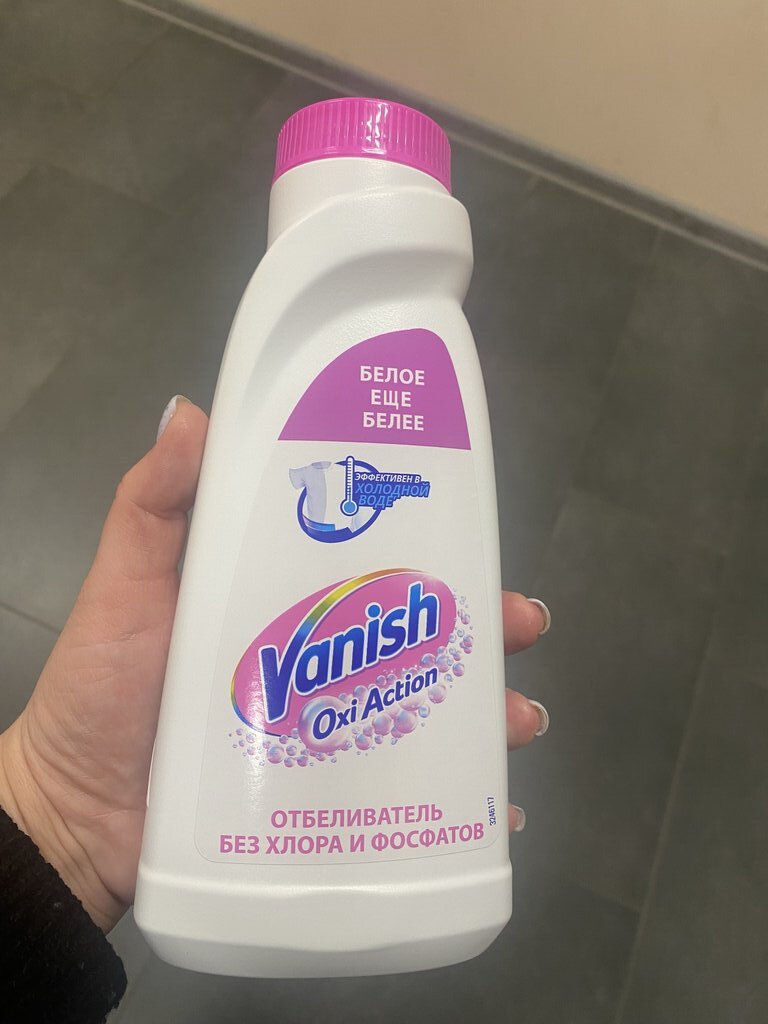 БЕЛОЕ
ЕЩЕ
БЕЛЕЕ
ЭФФЕКТИВЕН В
ХОЛОДНОЙ
ВОДЕ
Vanish
Oxi Action
ОТБЕЛИВАТЕЛЬ
БЕЗ ХЛОРА И ФОСФАТОВ
3246117